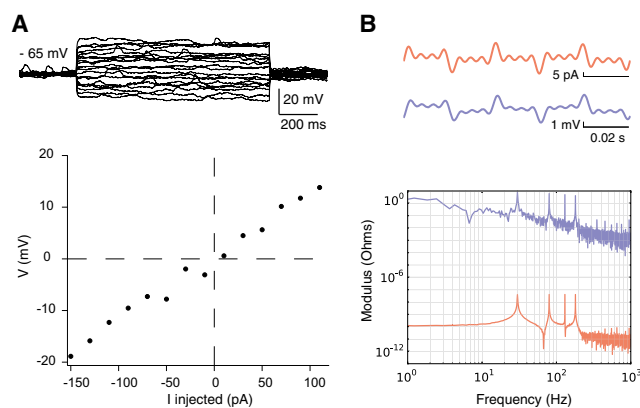 A
- 65 mV
20 mV
200 ms
20
10
0
-10
-20
V (mV)
-150
-100
-50
0
50
100
I injected (pA)
B
5 pA
1 mV
0.02 s
10^0
10^-6
10^-12
Modulus (Ohms)
10^0
10^1
10^2
10^3
Frequency (Hz)